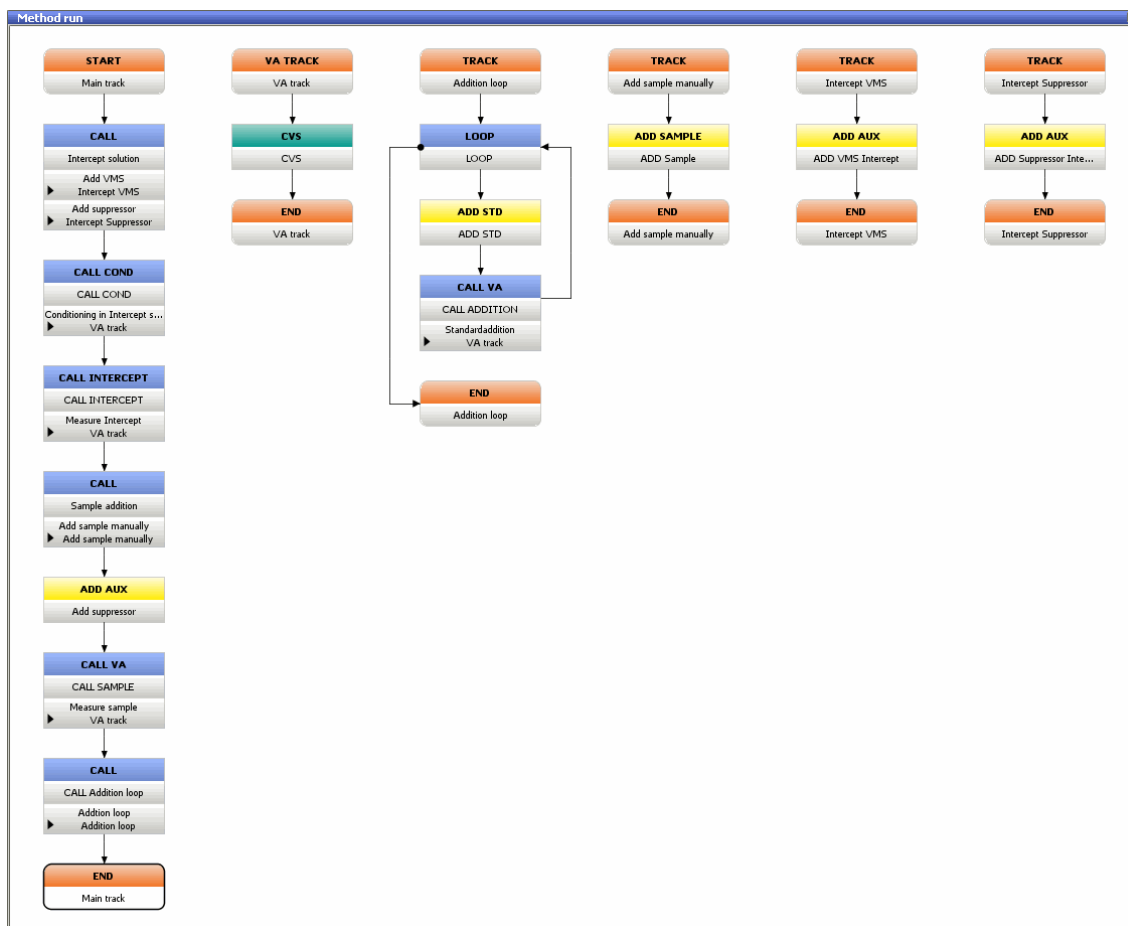 Method run
START
Main track
CALL
Intercept solution
Add VMS
Intercept VMS
Add suppressor
Intercept Suppressor
CALL COND
CALL COND
Conditioning in Intercept s...
VA track
CALL INTERCEPT
CALL INTERCEPT
Measure Intercept
VA track
CALL
Sample addition
Add sample manually
Add sample manually
ADD AUX
Add suppressor
CALL VA
CALL SAMPLE
Measure sample
VA track
CALL
CALL Addition loop
Addtion loop
Addition loop
END
Main track
VA TRACK
VA track
CVS
CVS
END
VA track
TRACK
Addition loop
LOOP
LOOP
ADD STD
ADD STD
CALL VA
CALL ADDITION
Standardaddition
VA track
END
Addition loop
TRACK
Add sample manually
ADD SAMPLE
ADD Sample
END
Add sample manually
TRACK
Intercept VMS
ADD AUX
ADD VMS Intercept
END
Intercept VMS
TRACK
Intercept Suppressor
ADD AUX
ADD Suppressor Inte...
END
Intercept Suppressor